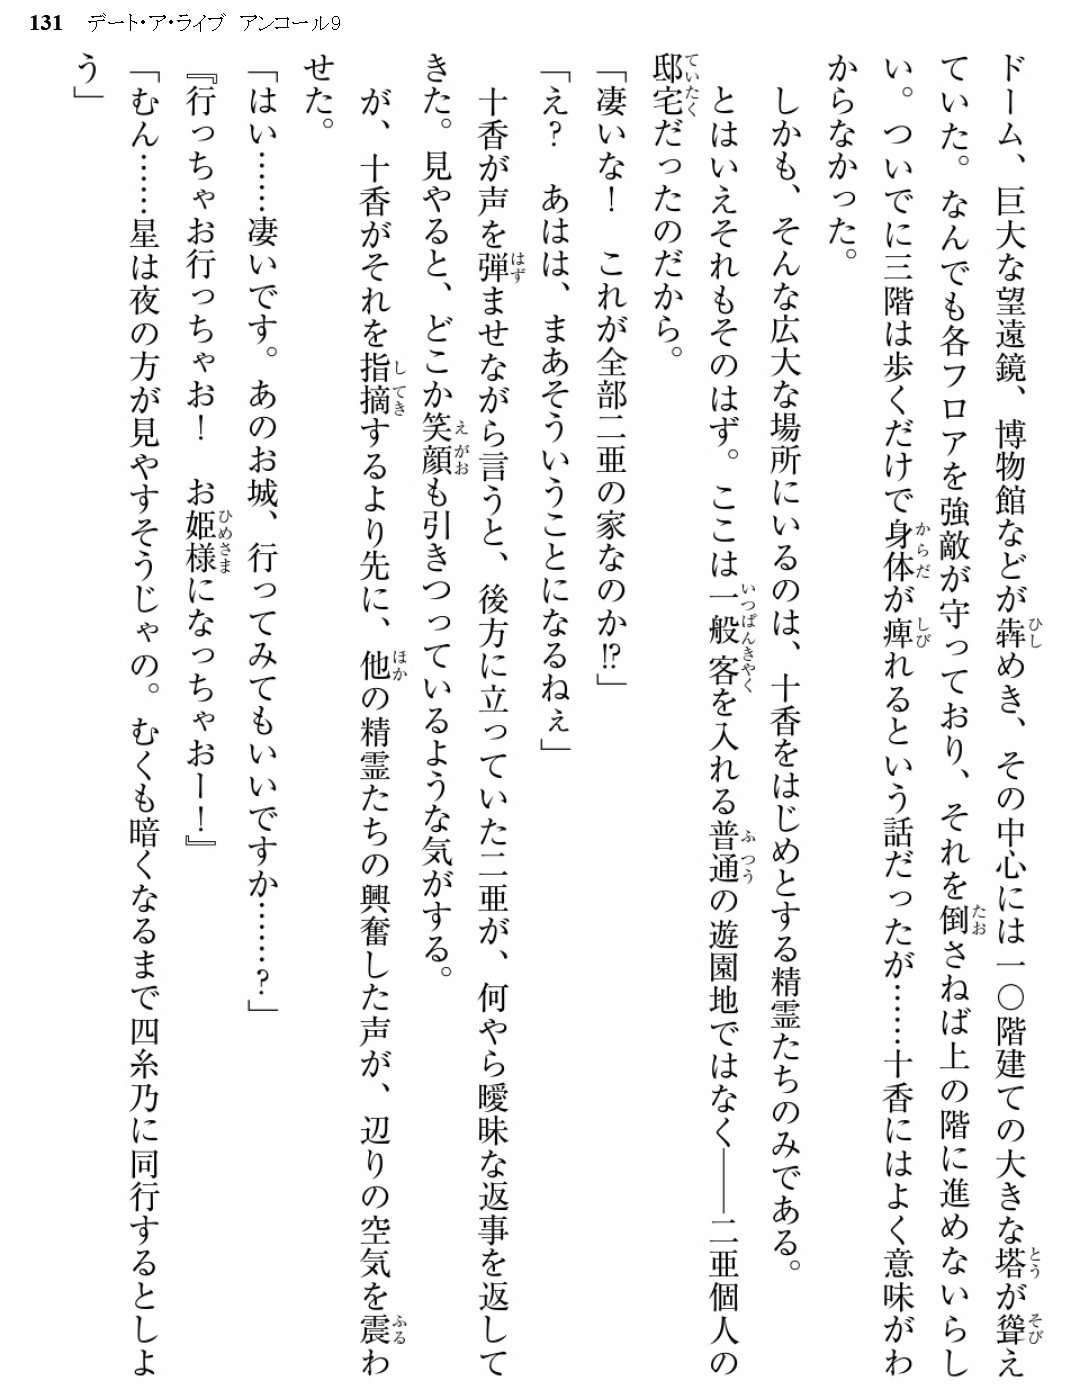 131 デート・ア・ライブ アンコール9
ドーム、巨大な望遠鏡、博物館などが犇めき、その中心には一〇階建ての大きな塔が聳え
ていた。なんでも各フロアを強敵が守っており、それを倒さねば上の階に進めないらし
い。ついでに三階は歩くだけで身体が痺れるという話だったが……十香にはよく意味がわ
からなかった。
しかも、そんな広大な場所にいるのは、十香をはじめとする精霊たちのみである。
とはいえそれもそのはず。ここは一般客を入れる普通の遊園地ではなく――二亜個人の
邸宅だったのだから。
「凄いな！　これが全部二亜の家なのか!?」
「え？　あはは、まあそういうことになるねぇ」
十香が声を弾ませながら言うと、後方に立っていた二亜が、何やら曖昧な返事を返して
きた。見やると、どこか笑顔も引きつっているような気がする。
が、十香がそれを指摘するより先に、他の精霊たちの興奮した声が、辺りの空気を震わ
せた。
「はい……凄いです。あのお城、行ってみてもいいですか……？」
『行っちゃお行っちゃお！　お姫様になっちゃおー！』
「むん……星は夜の方が見やすそうじゃの。むくも暗くなるまで四糸乃に同行するとしよ
う」